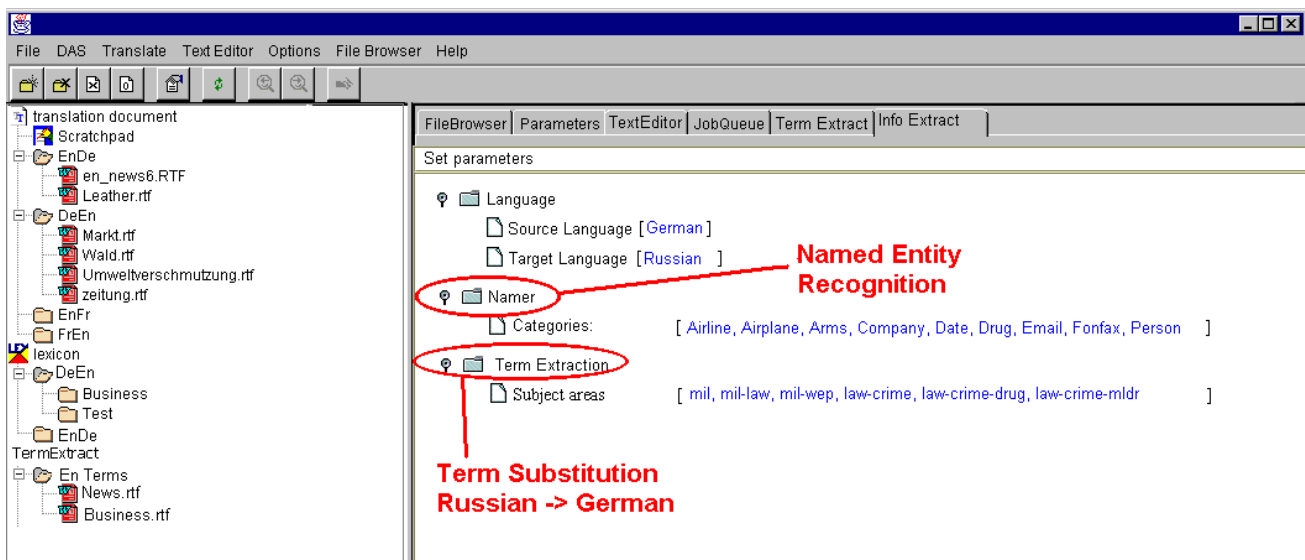 File DAS Translate Text Editor Options File Browser Help
translation document
Scratchpad
EnDe
en_news6.RTF
Leather.rtf
DeEn
Markt.rtf
Wald.rtf
Umweltverschmutzung.rtf
zeitung.rtf
EnFr
FrEn
lexicon
DeEn
Business
Test
EnDe
TermExtract
En Terms
News.rtf
Business.rtf
FileBrowser Parameters TextEditor JobQueue Term Extract Info Extract
Set parameters
Language
Source Language [German]
Target Language [Russian ]
Named Entity
Recognition
Namer
Categories: [ Airline, Airplane, Arms, Company, Date, Drug, Email, Fonfax, Person ]
Term Extraction
Subject areas [ mil, mil-law, mil-wep, law-crime, law-crime-drug, law-crime-mldr ]
Term Substitution
Russian -> German